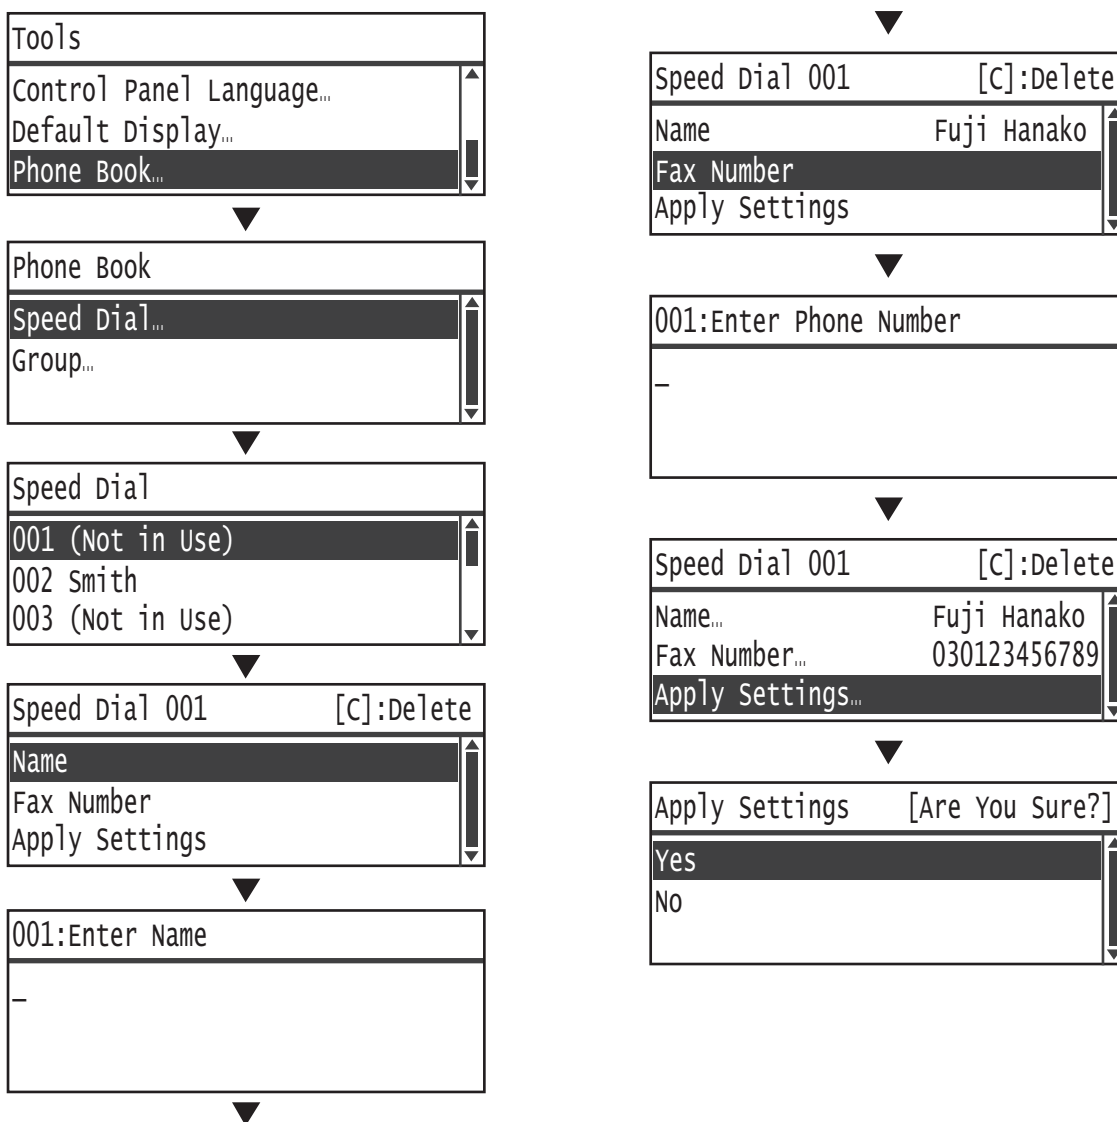 Tools
Control Panel Language...
Default Display...
Phone Book...
Phone Book
Speed Dial...
Group...
Speed Dial
001 (Not in Use)
002 Smith
003 (Not in Use)
Speed Dial 001 [C]:Delete
Name
Fax Number
Apply Settings
001:Enter Name
_
Speed Dial 001 [C]:Delete
Name Fuji Hanako
Fax Number
Apply Settings
001:Enter Phone Number
_
Speed Dial 001 [C]:Delete
Name... Fuji Hanako
Fax Number... 030123456789
Apply Settings...
Apply Settings [Are You Sure?]
Yes
No